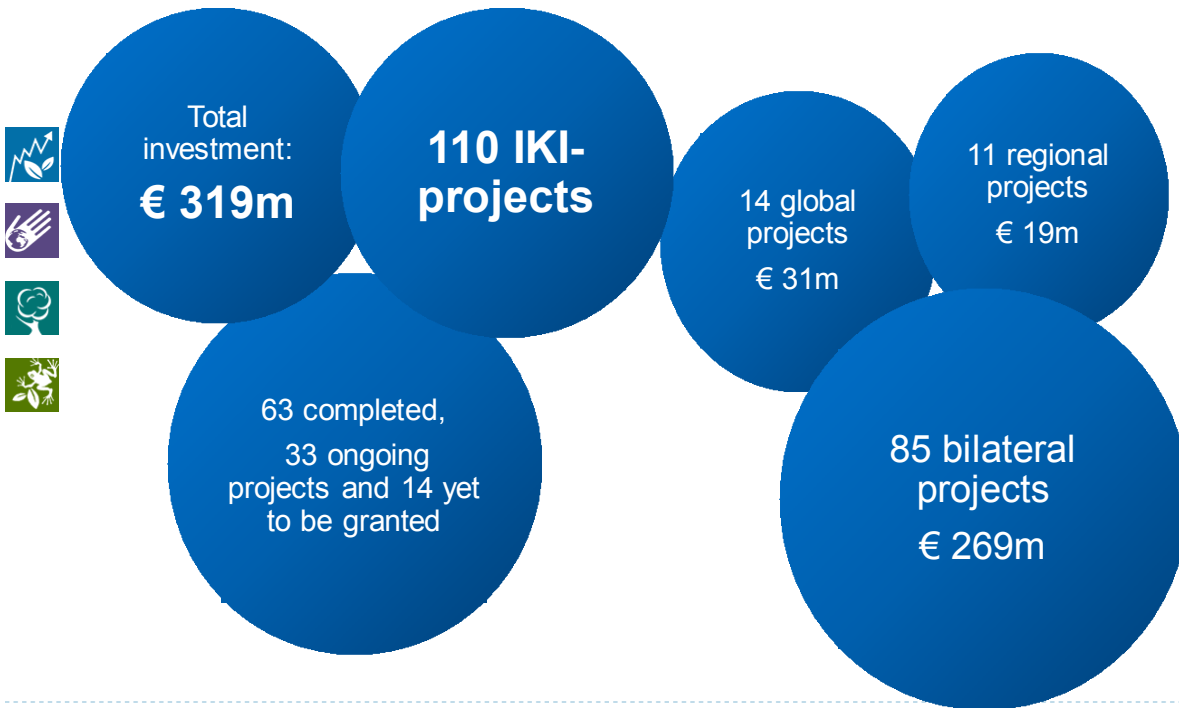 Total
investment:
€ 319m
110 IKI-
projects
14 global
projects
€ 31m
11 regional
projects
€ 19m
63 completed,
33 ongoing
projects and 14 yet
to be granted
85 bilateral
projects
€ 269m